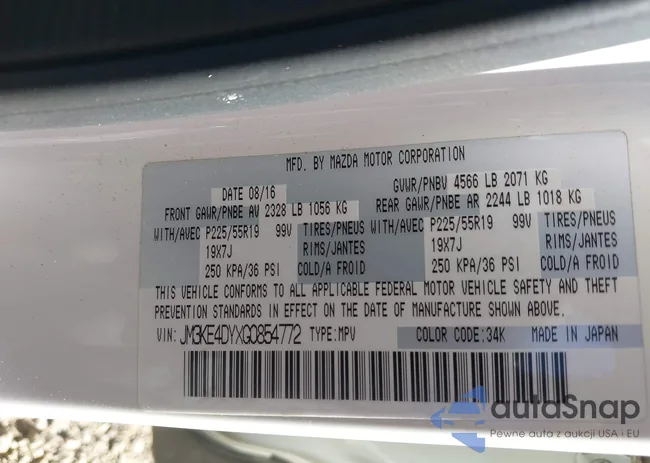 MFD. BY MAZDA MOTOR CORPORATION
DATE 08/16 GVWR/PNBV 4566 LB 2071 KG
FRONT GAWR/PNBE AV 2328 LB 1056 KG REAR GAWR/PNBE AR 2244 LB 1018 KG
WITH/AVEC P225/55R19 99V TIRES/PNEUS WITH/AVEC P225/55R19 99V TIRES/PNEUS
19X7J RIMS/JANTES 19X7J RIMS/JANTES
250 KPA/36 PSI COLD/A FROID 250 KPA/36 PSI COLD/A FROID
THIS VEHICLE CONFORMS TO ALL APPLICABLE FEDERAL MOTOR VEHICLE SAFETY AND THEFT
PREVENTION STANDARDS IN EFFECT ON THE DATE OF MANUFACTURE SHOWN ABOVE.
VIN: JM3KE4DYXG0854772 TYPE: MPV COLOR CODE: 34K MADE IN JAPAN
autaSnap
Pewne auta z aukcji USA i EU